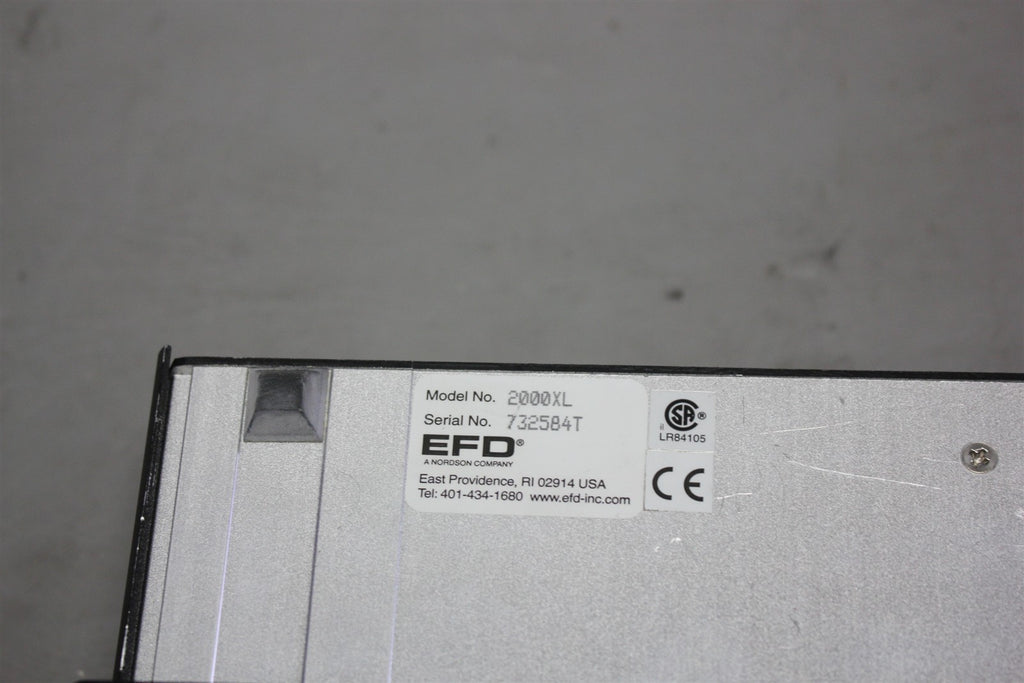 Model No. 2000XL
Serial No. 732584T
EFD®
A NORDSON COMPANY
East Providence, RI 02914 USA
Tel: 401-434-1680 www.efd-inc.com
SA ®
LR84105
CE